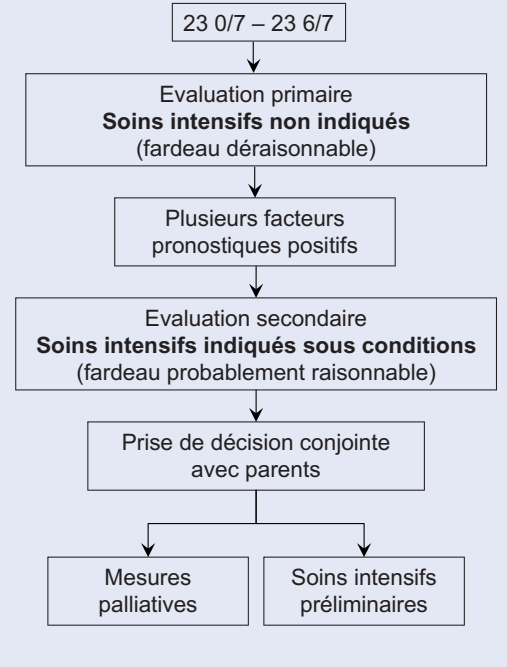 23 0/7 – 23 6/7
Evaluation primaire
Soins intensifs non indiqués
(fardeau déraisonnable)
Plusieurs facteurs
pronostiques positifs
Evaluation secondaire
Soins intensifs indiqués sous conditions
(fardeau probablement raisonnable)
Prise de décision conjointe
avec parents
Mesures
palliatives
Soins intensifs
préliminaires